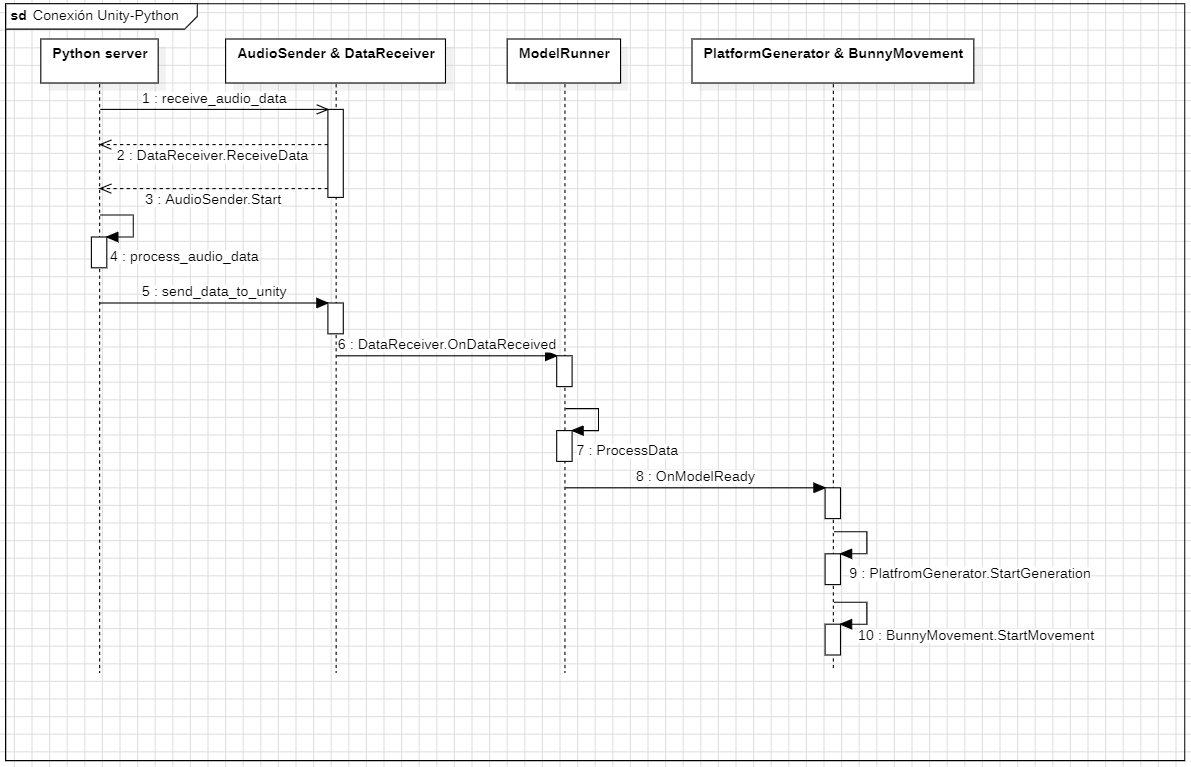 sd Conexión Unity-Python
Python server
AudioSender & DataReceiver
ModelRunner
PlatformGenerator & BunnyMovement
1 : receive_audio_data
2 : DataReceiver.ReceiveData
3 : AudioSender.Start
4 : process_audio_data
5 : send_data_to_unity
6 : DataReceiver.OnDataReceived
7 : ProcessData
8 : OnModelReady
9 : PlatfromGenerator.StartGeneration
10 : BunnyMovement.StartMovement